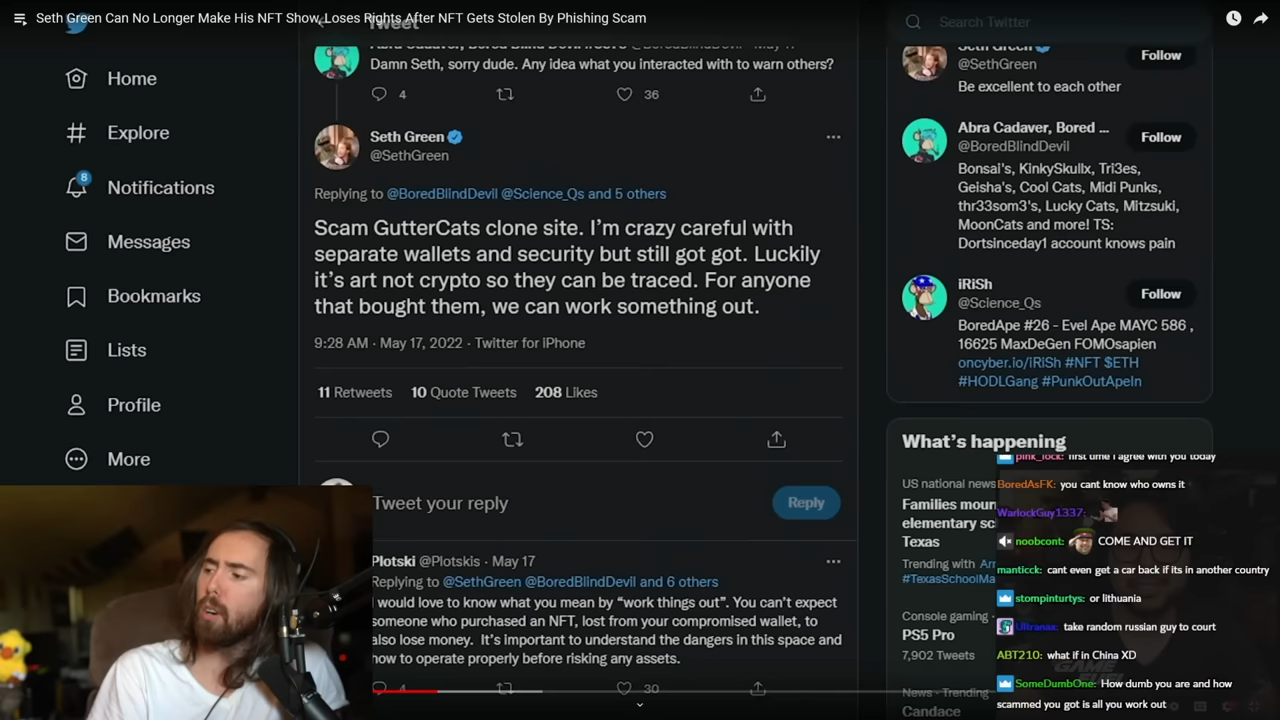 Seth Green Can No Longer Make His NFT Show, Loses Rights After NFT Gets Stolen By Phishing Scam
Tweet
Search Twitter
Home
Explore
8
Notifications
Messages
Bookmarks
Lists
Profile
More
Abra Cadaver, Bored Blind Devil
@BoredBlindDevil · May 17
Damn Seth, sorry dude. Any idea what you interacted with to warn others?
4
36
Seth Green
@SethGreen
Replying to @BoredBlindDevil @Science_Qs and 5 others
Scam GutterCats clone site. I'm crazy careful with
separate wallets and security but still got got. Luckily
it's art not crypto so they can be traced. For anyone
that bought them, we can work something out.
9:28 AM · May 17, 2022 · Twitter for iPhone
11 Retweets 10 Quote Tweets 208 Likes
Tweet your reply
Reply
Plotski @Plotskis · May 17
Replying to @SethGreen @BoredBlindDevil and 6 others
I would love to know what you mean by “work things out”. You can't expect
someone who purchased an NFT, lost from your compromised wallet, to
also lose money. It's important to understand the dangers in this space and
how to operate properly before risking any assets.
4
30
Seth Green
@SethGreen
Follow
Be excellent to each other
Abra Cadaver, Bored ...
@BoredBlindDevil
Follow
Bonsai's, KinkySkullx, Tri3es,
Geisha's, Cool Cats, Midi Punks,
thr33som3's, Lucky Cats, Mitzsuki,
MoonCats and more! TS:
Dortsinceday1 account knows pain
iRiSh
@Science_Qs
Follow
BoredApe #26 - Evel Ape MAYC 586 ,
16625 MaxDeGen FOMOsapien
oncyber.io/iRiSh #NFT $ETH
#HODLGang #PunkOutApeIn
What's happening
US national news
Families mour
elementary sc
Texas
Trending with
#TexasSchoolMa
Console gaming
PS5 Pro
7,902 Tweets
News · Trending
Candace
pink_lock: first time I agree with you today
BoredAsFK: you cant know who owns it
WarlockGuy1337:
noobcont: COME AND GET IT
manticck: cant even get a car back if its in another country
stompinturtys: or lithuania
Ultranax: take random russian guy to court
ABT210: what if in China XD
GAME
SomeDumbOne: How dumb you are and how
scammed you got is all you work out